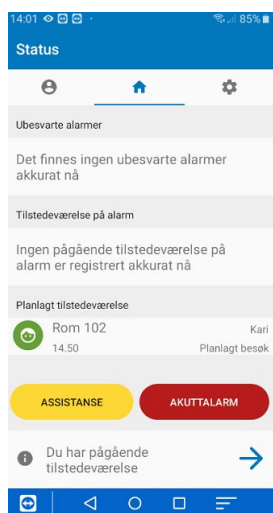 14:01 85%
Status
Ubesvarte alarmer
Det finnes ingen ubesvarte alarmer
akkurat nå
Tilstedeværelse på alarm
Ingen pågående tilstedeværelse på
alarm er registrert akkurat nå
Planlagt tilstedeværelse
Rom 102 Kari
14.50 Planlagt besøk
ASSISTANSE AKUTTALARM
Du har pågående
tilstedeværelse